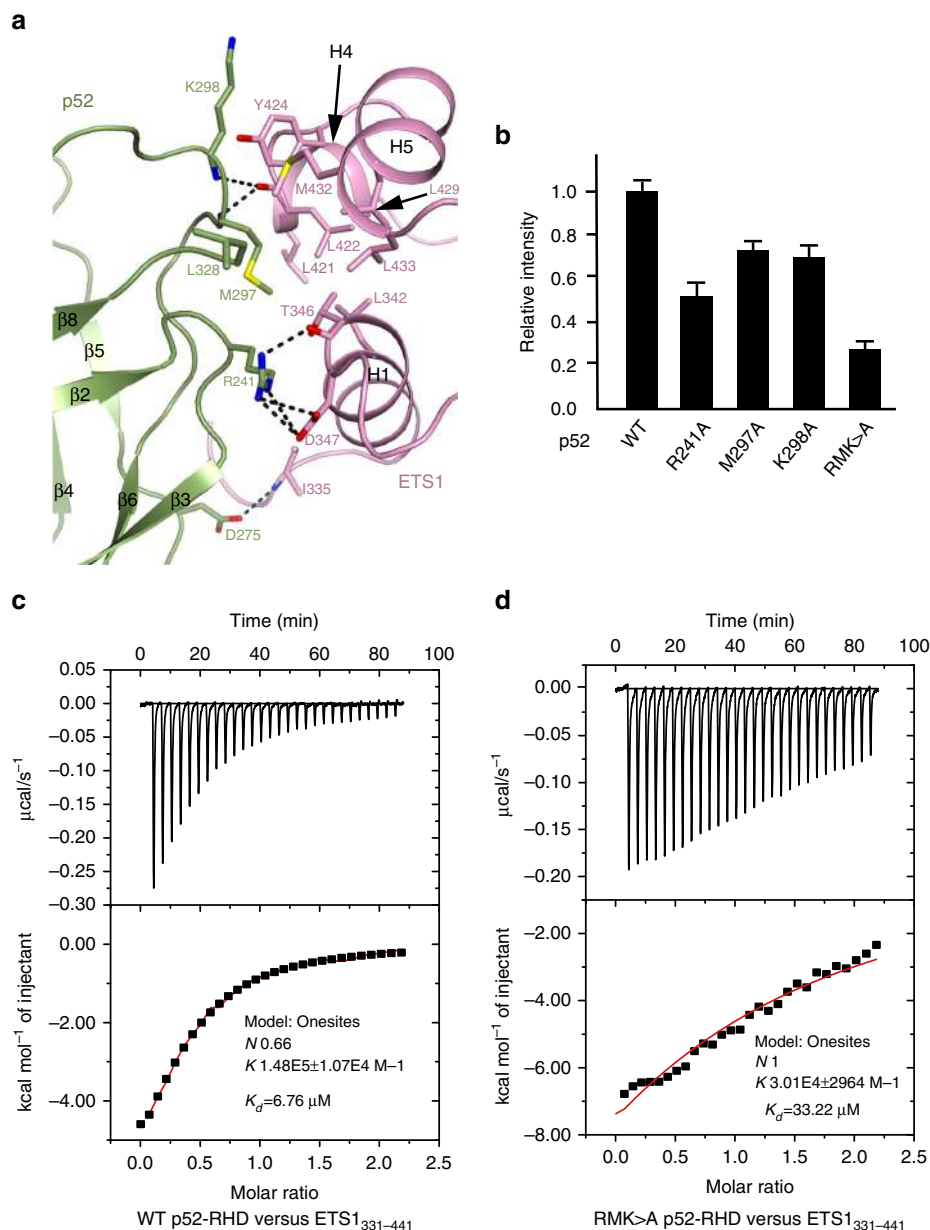 a
p52
K298
Y424
H4
H5
M432
L429
L422
L421
L433
L328
M297
T346
L342
β8
β5
β2
R241
H1
D347
β4
β6
β3
I335
ETS1
D275
b
Relative intensity
1.0
0.8
0.6
0.4
0.2
0.0
p52
WT
R241A
M297A
K298A
RMK>A
c
Time (min)
0 20 40 60 80 100
0.05
0.00
–0.05
–0.10
–0.15
–0.20
–0.25
–0.30
μcal/s⁻¹
0.00
–2.00
–4.00
kcal mol⁻¹ of injectant
Model: Onesites
N 0.66
K 1.48E5±1.07E4 M–1
Kd=6.76 μM
0.0 0.5 1.0 1.5 2.0 2.5
Molar ratio
WT p52-RHD versus ETS1331–441
d
Time (min)
0 20 40 60 80 100
0.00
–0.05
–0.10
–0.15
–0.20
μcal/s⁻¹
–2.00
–4.00
–6.00
–8.00
kcal mol⁻¹ of injectant
Model: Onesites
N 1
K 3.01E4±2964 M–1
Kd=33.22 μM
0.0 0.5 1.0 1.5 2.0 2.5
Molar ratio
RMK>A p52-RHD versus ETS1331–441